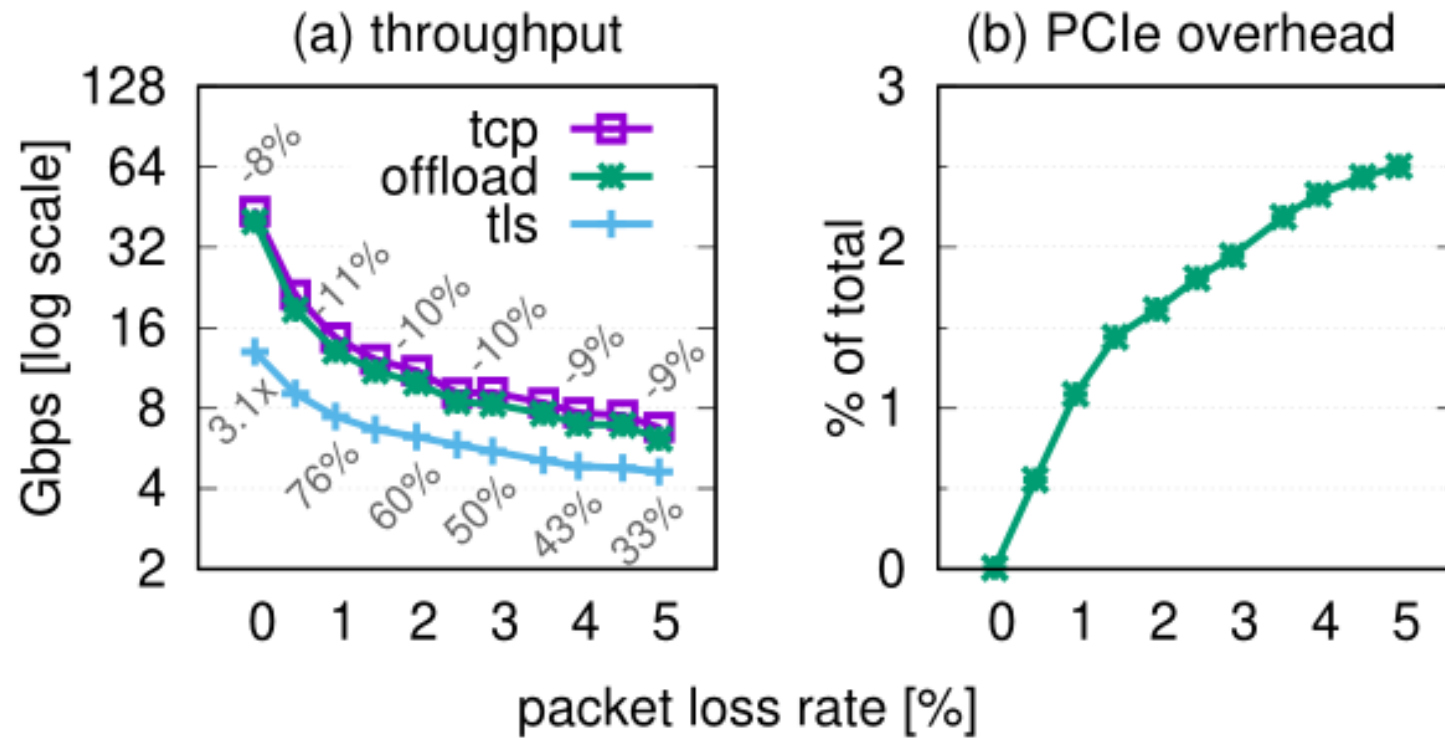 (a) throughput
(b) PCIe overhead
Gbps [log scale]
128
64
32
16
8
4
2
tcp
offload
tls
-8%
-11%
-10%
-10%
-9%
-9%
3.1x
76%
60%
50%
43%
33%
0 1 2 3 4 5
% of total
3
2
1
0
0 1 2 3 4 5
packet loss rate [%]